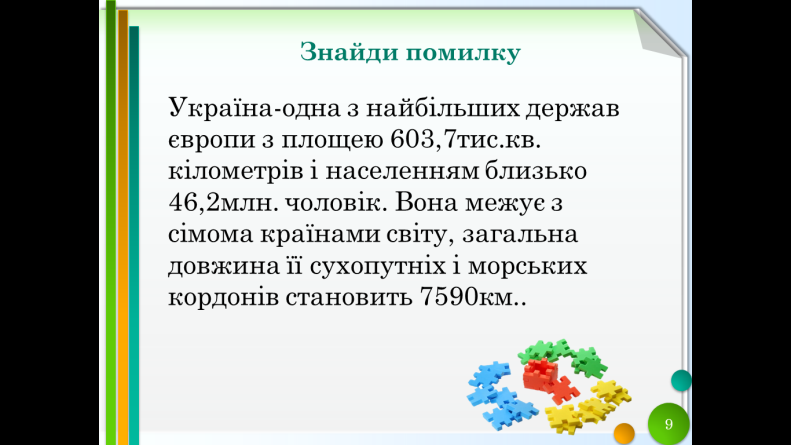 Знайди помилку
Україна-одна з найбільших держав
європи з площею 603,7тис.кв.
кілометрів і населенням близько
46,2млн. чоловік. Вона межує з
сімома країнами світу, загальна
довжина її сухопутніх і морських
кордонів становить 7590км..
9